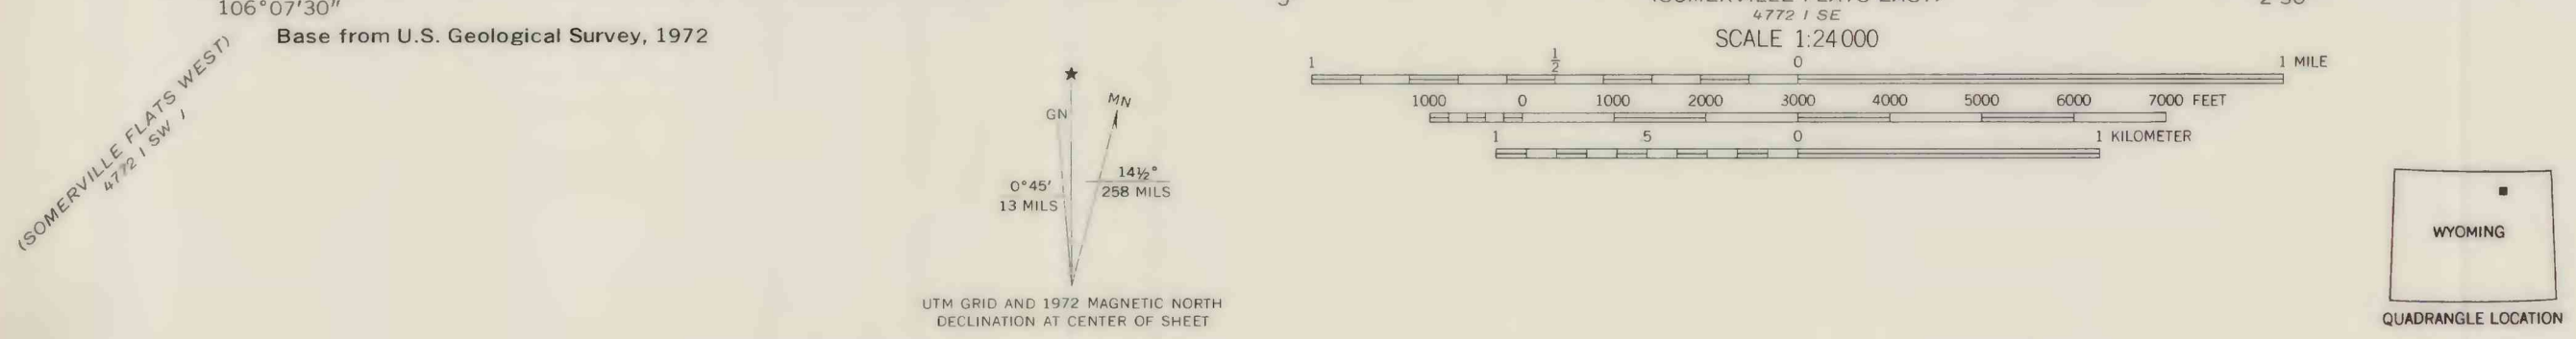 106°07'30"
Base from U.S. Geological Survey, 1972
(SOMERVILLE FLATS WEST)
4772 I SW
★
GN
MN
0°45'
13 MILS
14½°
258 MILS
UTM GRID AND 1972 MAGNETIC NORTH
DECLINATION AT CENTER OF SHEET
4772 I SE
SCALE 1:24000
1 ½ 0 1 MILE
1000 0 1000 2000 3000 4000 5000 6000 7000 FEET
1 .5 0 1 KILOMETER
WYOMING
QUADRANGLE LOCATION